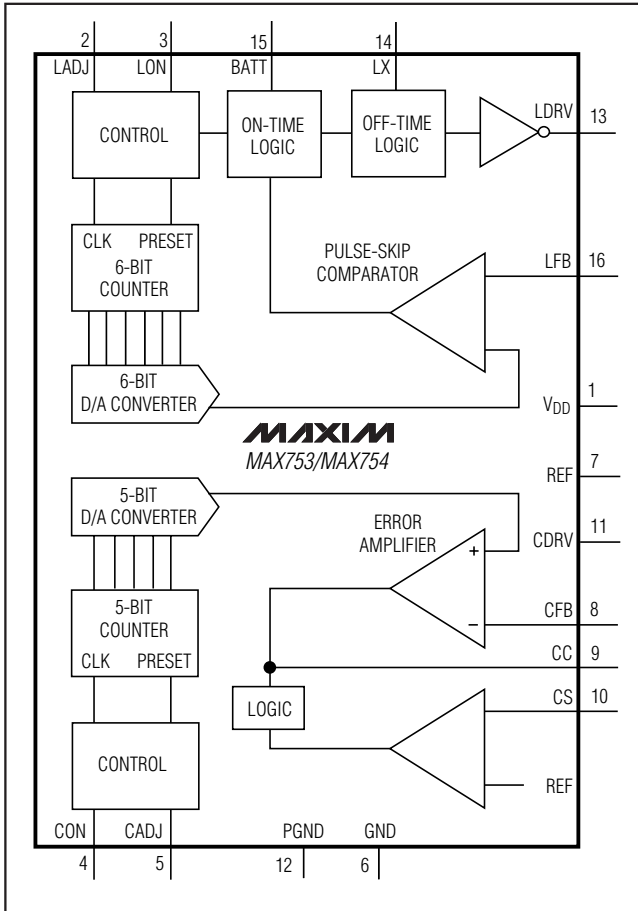 2 3 15 14
LADJ LON BATT LX
CONTROL
ON-TIME
LOGIC
OFF-TIME
LOGIC
LDRV 13
CLK PRESET
6-BIT
COUNTER
PULSE-SKIP
COMPARATOR
LFB 16
6-BIT
D/A CONVERTER
VDD 1
MAXIM
MAX753/MAX754
REF 7
5-BIT
D/A CONVERTER
ERROR
AMPLIFIER
CDRV 11
+
5-BIT
COUNTER
CLK PRESET
−
CFB 8
CC 9
LOGIC
CS 10
CONTROL
REF
CON CADJ PGND GND
4 5 12 6